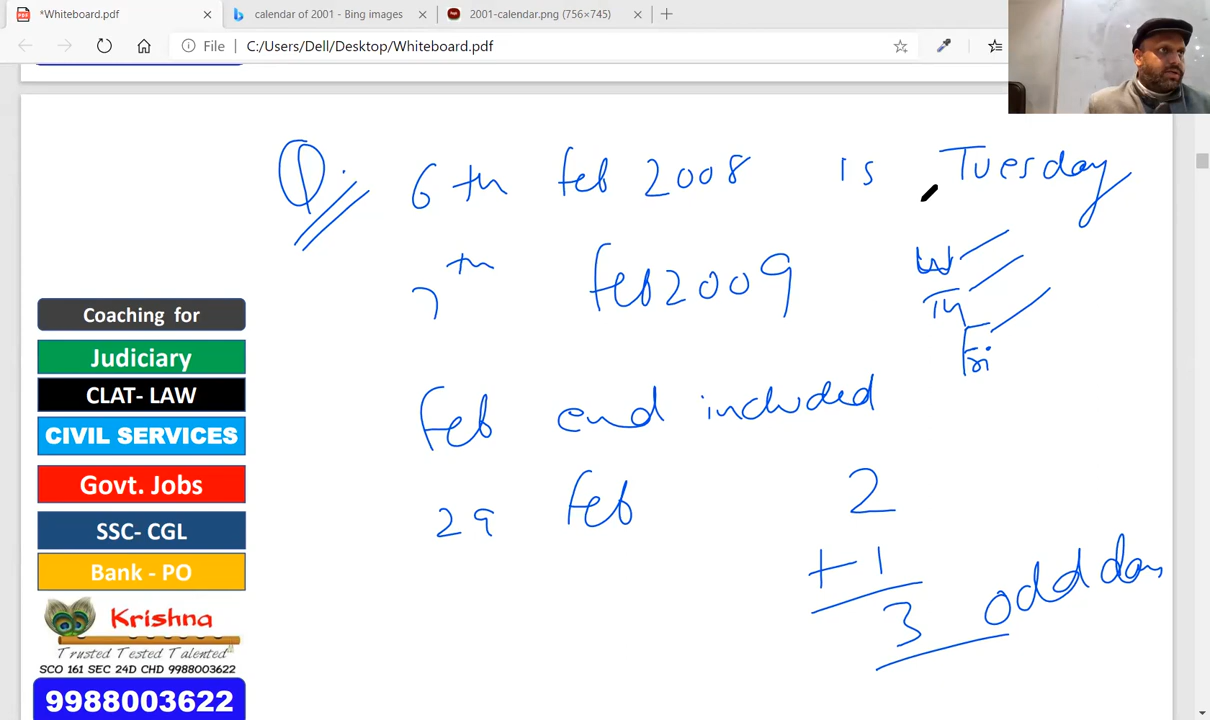 *Whiteboard.pdf
calendar of 2001 - Bing images
2001-calendar.png (756×745)
File
C:/Users/Dell/Desktop/Whiteboard.pdf
Q. 6th feb 2008 is Tuesday
7th feb 2009
W
Th
Fri
Feb end included
29 Feb 2
+1
3 odd days
Coaching for
Judiciary
CLAT- LAW
CIVIL SERVICES
Govt. Jobs
SSC- CGL
Bank - PO
Krishna
Trusted Tested Talented
SCO 161 SEC 24D CHD 9988003622
9988003622